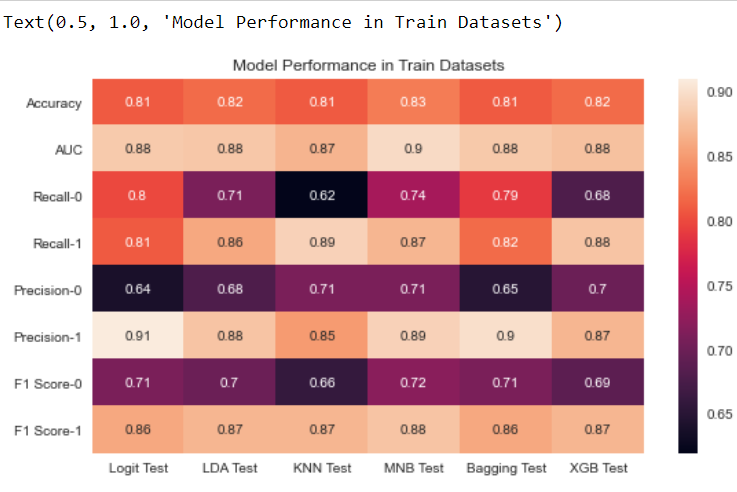 Text(0.5, 1.0, 'Model Performance in Train Datasets')
Model Performance in Train Datasets
Accuracy 0.81 0.82 0.81 0.83 0.81 0.82
AUC 0.88 0.88 0.87 0.9 0.88 0.88
Recall-0 0.8 0.71 0.62 0.74 0.79 0.68
Recall-1 0.81 0.86 0.89 0.87 0.82 0.88
Precision-0 0.64 0.68 0.71 0.71 0.65 0.7
Precision-1 0.91 0.88 0.85 0.89 0.9 0.87
F1 Score-0 0.71 0.7 0.66 0.72 0.71 0.69
F1 Score-1 0.86 0.87 0.87 0.88 0.86 0.87
Logit Test LDA Test KNN Test MNB Test Bagging Test XGB Test
0.90
0.85
0.80
0.75
0.70
0.65